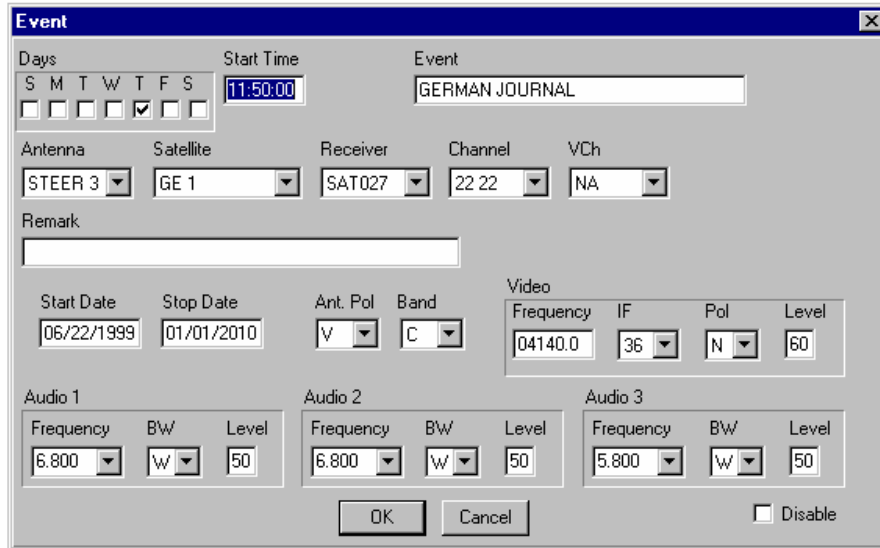 Event
Days Start Time Event
S M T W T F S 11:50:00 GERMAN JOURNAL
Antenna Satellite Receiver Channel VCh
STEER 3 GE 1 SAT027 22 22 NA
Remark
Start Date Stop Date Ant. Pol Band Video
Frequency IF Pol Level
06/22/1999 01/01/2010 V C 04140.0 36 N 60
Audio 1 Audio 2 Audio 3
Frequency BW Level Frequency BW Level Frequency BW Level
6.800 W 50 6.800 W 50 5.800 W 50
OK Cancel Disable